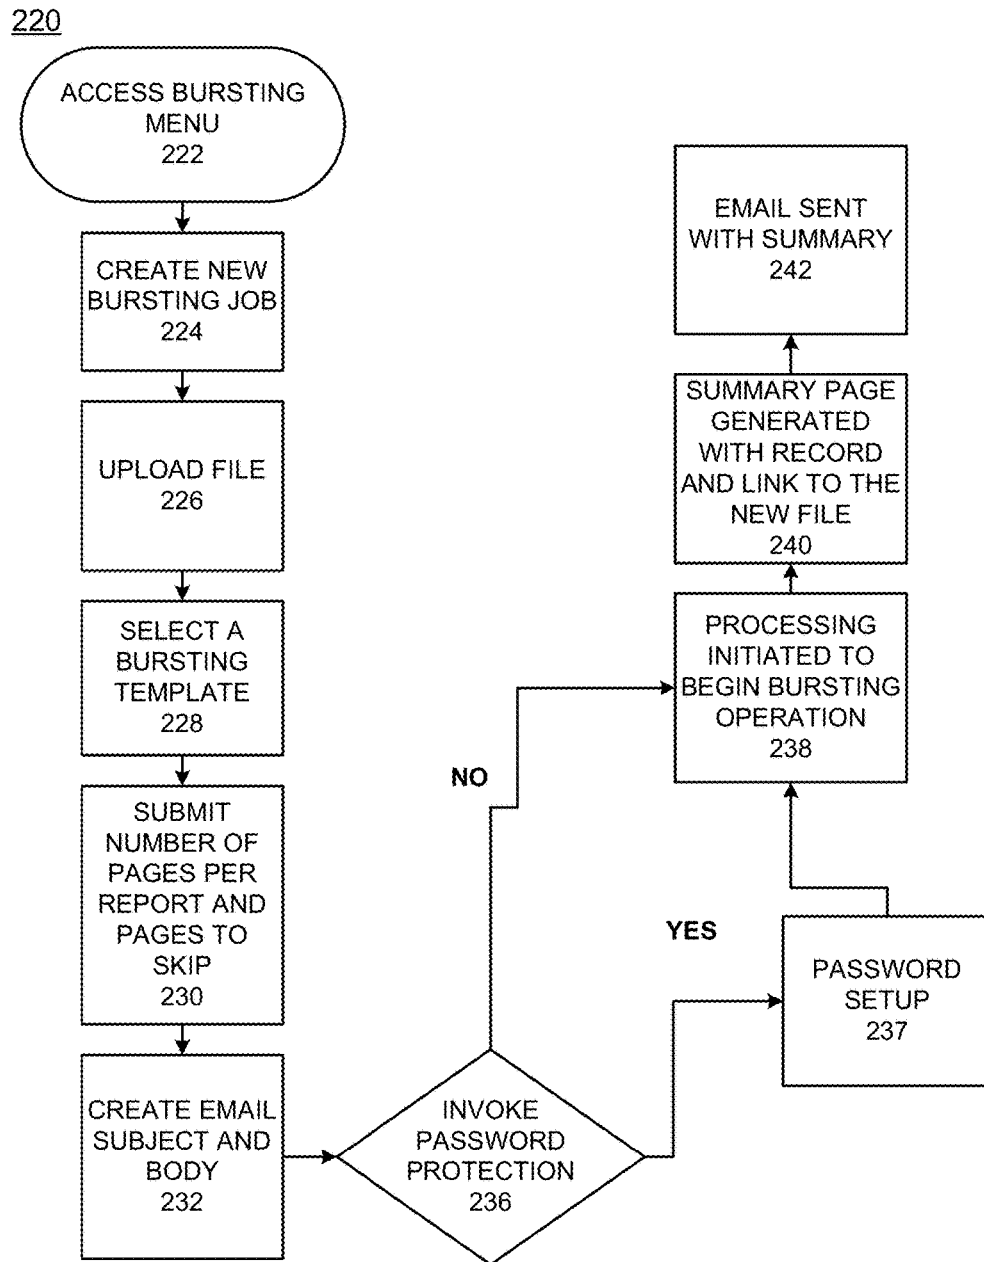 220
ACCESS BURSTING
MENU
222
CREATE NEW
BURSTING JOB
224
UPLOAD FILE
226
SELECT A
BURSTING
TEMPLATE
228
SUBMIT
NUMBER OF
PAGES PER
REPORT AND
PAGES TO
SKIP
230
CREATE EMAIL
SUBJECT AND
BODY
232
INVOKE
PASSWORD
PROTECTION
236
NO
YES
PASSWORD
SETUP
237
PROCESSING
INITIATED TO
BEGIN BURSTING
OPERATION
238
SUMMARY PAGE
GENERATED
WITH RECORD
AND LINK TO THE
NEW FILE
240
EMAIL SENT
WITH SUMMARY
242